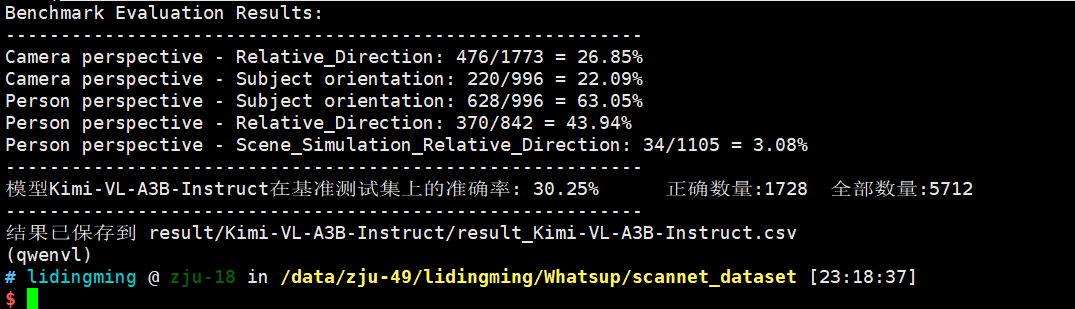 Benchmark Evaluation Results:
----------------------------------------------------------
Camera perspective - Relative_Direction: 476/1773 = 26.85%
Camera perspective - Subject orientation: 220/996 = 22.09%
Person perspective - Subject orientation: 628/996 = 63.05%
Person perspective - Relative_Direction: 370/842 = 43.94%
Person perspective - Scene_Simulation_Relative_Direction: 34/1105 = 3.08%
----------------------------------------------------------
模型Kimi-VL-A3B-Instruct在基准测试集上的准确率: 30.25%      正确数量:1728  全部数量:5712
----------------------------------------------------------
结果已保存到 result/Kimi-VL-A3B-Instruct/result_Kimi-VL-A3B-Instruct.csv
(qwenvl)
# lidingming @ zju-18 in /data/zju-49/lidingming/Whatsup/scannet_dataset [23:18:37]
$